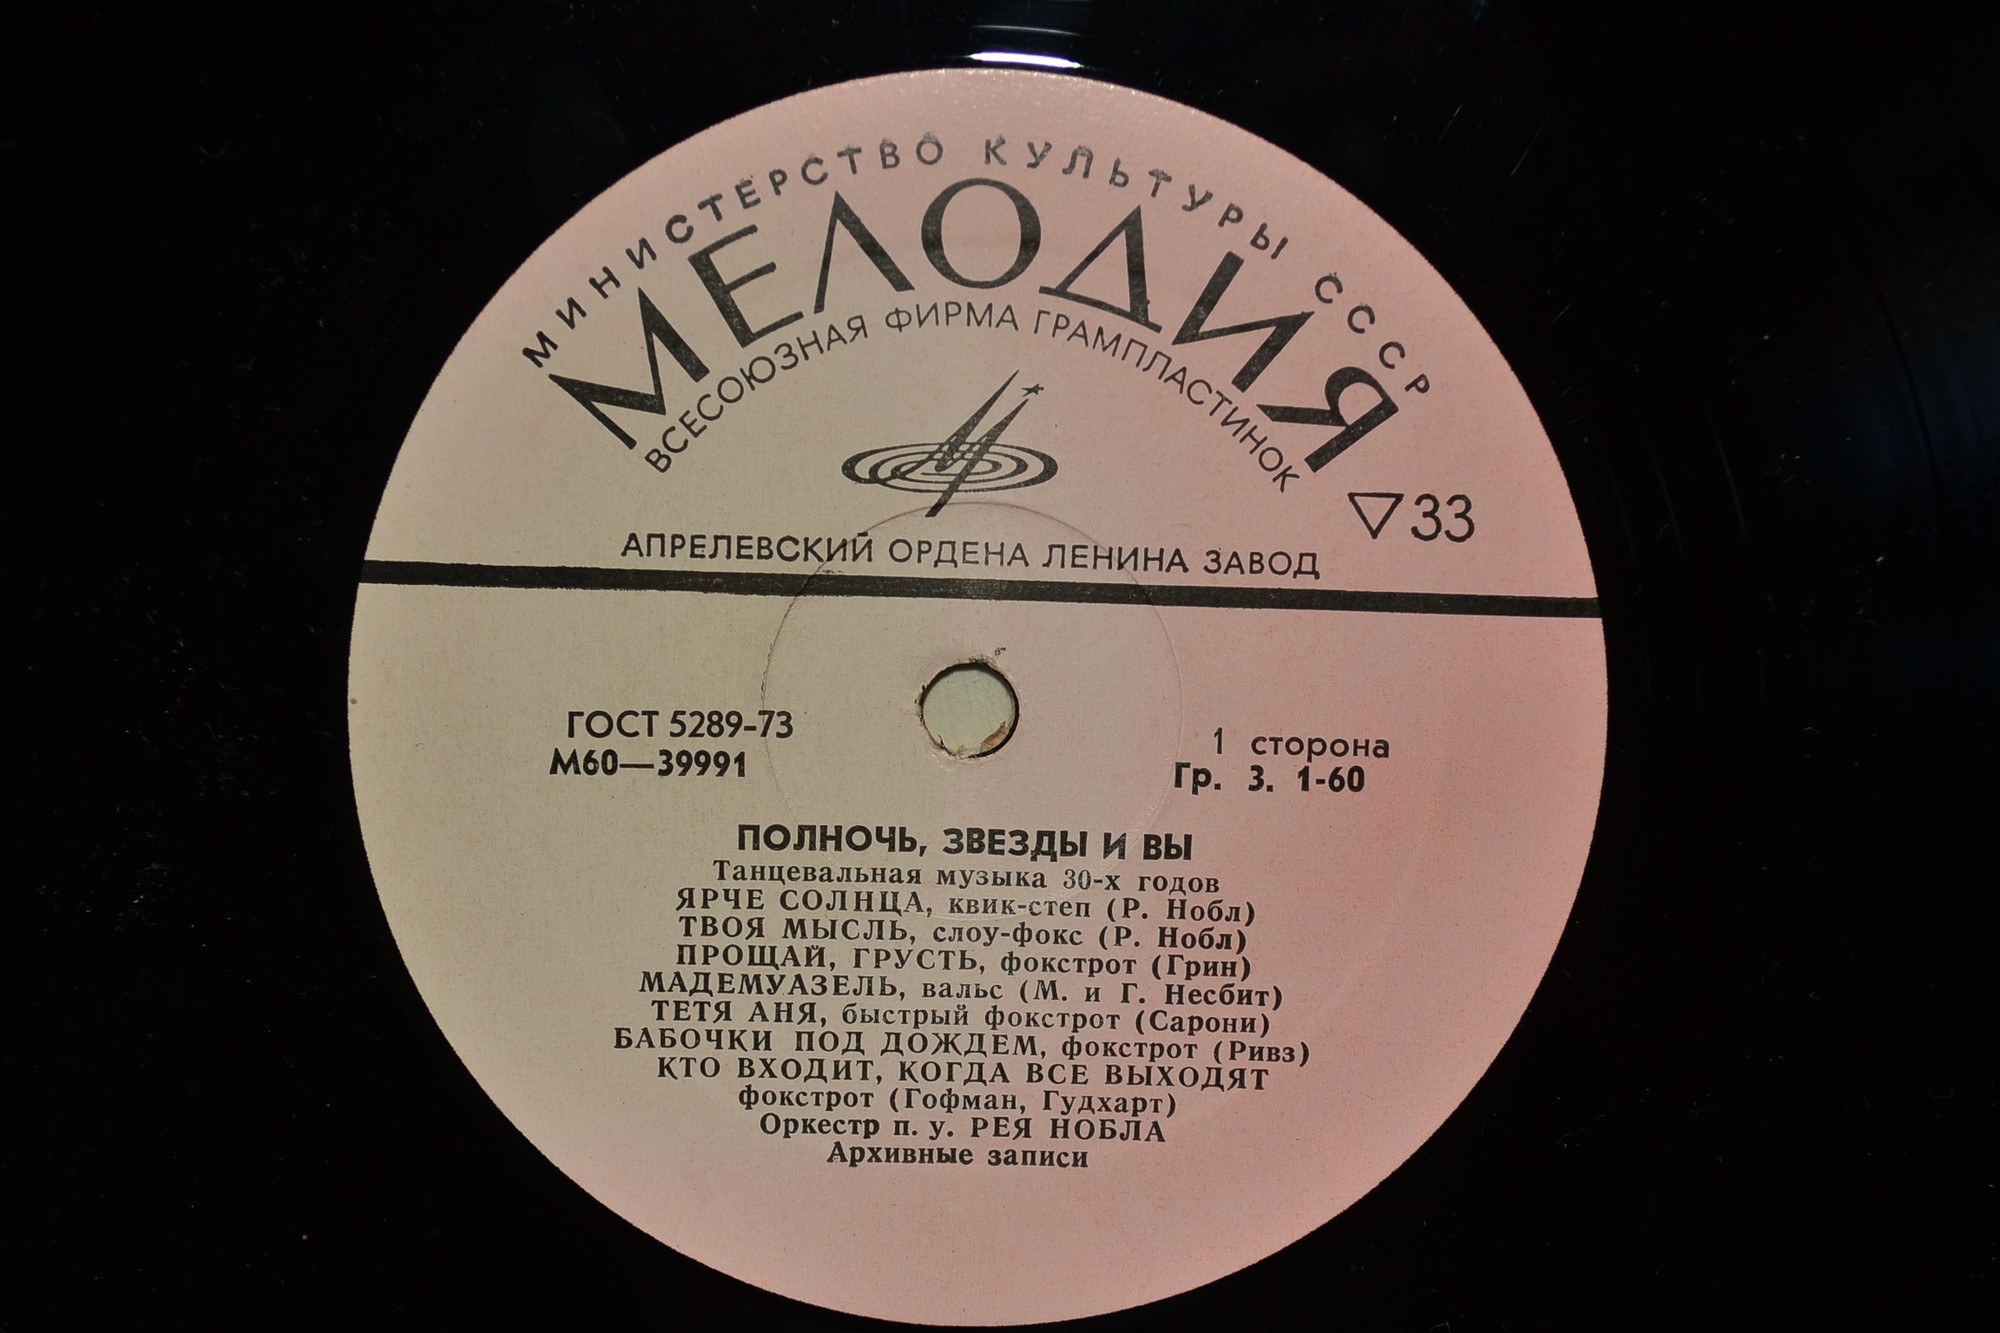 МИНИСТЕРСТВО КУЛЬТУРЫ СССР
МЕЛОДИЯ
ВСЕСОЮЗНАЯ ФИРМА ГРАМПЛАСТИНОК
33
АПРЕЛЕВСКИЙ ОРДЕНА ЛЕНИНА ЗАВОД
ГОСТ 5289-73
М60—39991
1 сторона
Гр. 3. 1-60
ПОЛНОЧЬ, ЗВЕЗДЫ И ВЫ
Танцевальная музыка 30-х годов
ЯРЧЕ СОЛНЦА, квик-степ (Р. Нобл)
ТВОЯ МЫСЛЬ, слоу-фокс (Р. Нобл)
ПРОЩАЙ, ГРУСТЬ, фокстрот (Грин)
МАДЕМУАЗЕЛЬ, вальс (М. и Г. Несбит)
ТЕТЯ АНЯ, быстрый фокстрот (Сарони)
БАБОЧКИ ПОД ДОЖДЕМ, фокстрот (Ривз)
КТО ВХОДИТ, КОГДА ВСЕ ВЫХОДЯТ
фокстрот (Гофман, Гудхарт)
Оркестр п. у. РЕЯ НОБЛА
Архивные записи